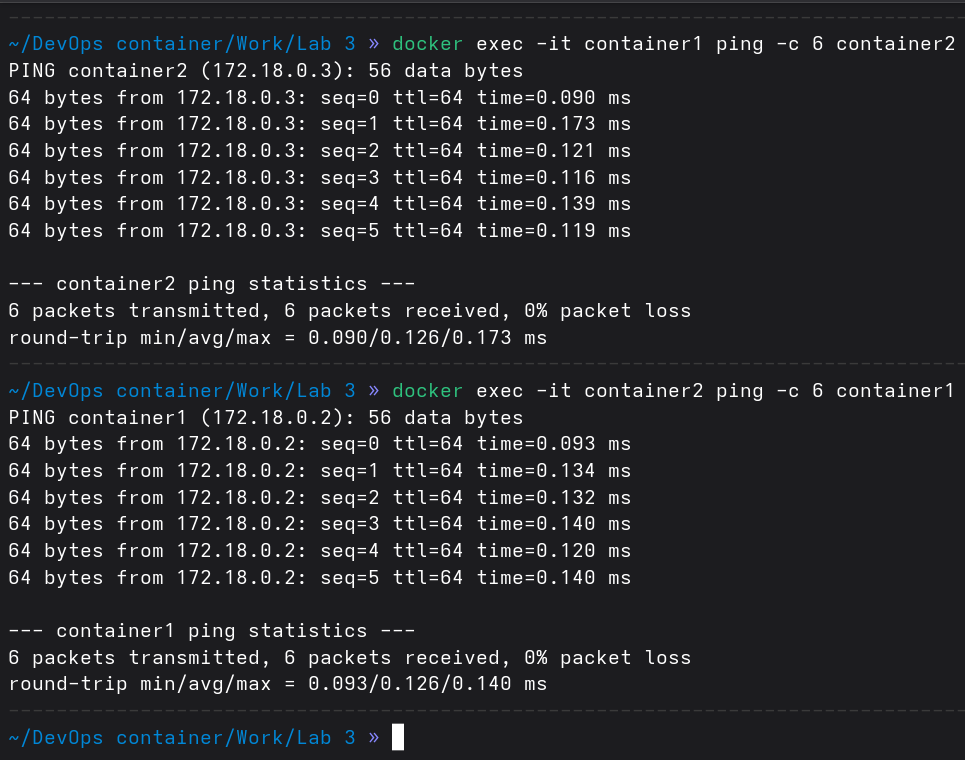 ~/DevOps container/Work/Lab 3 » docker exec -it container1 ping -c 6 container2
PING container2 (172.18.0.3): 56 data bytes
64 bytes from 172.18.0.3: seq=0 ttl=64 time=0.090 ms
64 bytes from 172.18.0.3: seq=1 ttl=64 time=0.173 ms
64 bytes from 172.18.0.3: seq=2 ttl=64 time=0.121 ms
64 bytes from 172.18.0.3: seq=3 ttl=64 time=0.116 ms
64 bytes from 172.18.0.3: seq=4 ttl=64 time=0.139 ms
64 bytes from 172.18.0.3: seq=5 ttl=64 time=0.119 ms

--- container2 ping statistics ---
6 packets transmitted, 6 packets received, 0% packet loss
round-trip min/avg/max = 0.090/0.126/0.173 ms
~/DevOps container/Work/Lab 3 » docker exec -it container2 ping -c 6 container1
PING container1 (172.18.0.2): 56 data bytes
64 bytes from 172.18.0.2: seq=0 ttl=64 time=0.093 ms
64 bytes from 172.18.0.2: seq=1 ttl=64 time=0.134 ms
64 bytes from 172.18.0.2: seq=2 ttl=64 time=0.132 ms
64 bytes from 172.18.0.2: seq=3 ttl=64 time=0.140 ms
64 bytes from 172.18.0.2: seq=4 ttl=64 time=0.120 ms
64 bytes from 172.18.0.2: seq=5 ttl=64 time=0.140 ms

--- container1 ping statistics ---
6 packets transmitted, 6 packets received, 0% packet loss
round-trip min/avg/max = 0.093/0.126/0.140 ms
~/DevOps container/Work/Lab 3 »